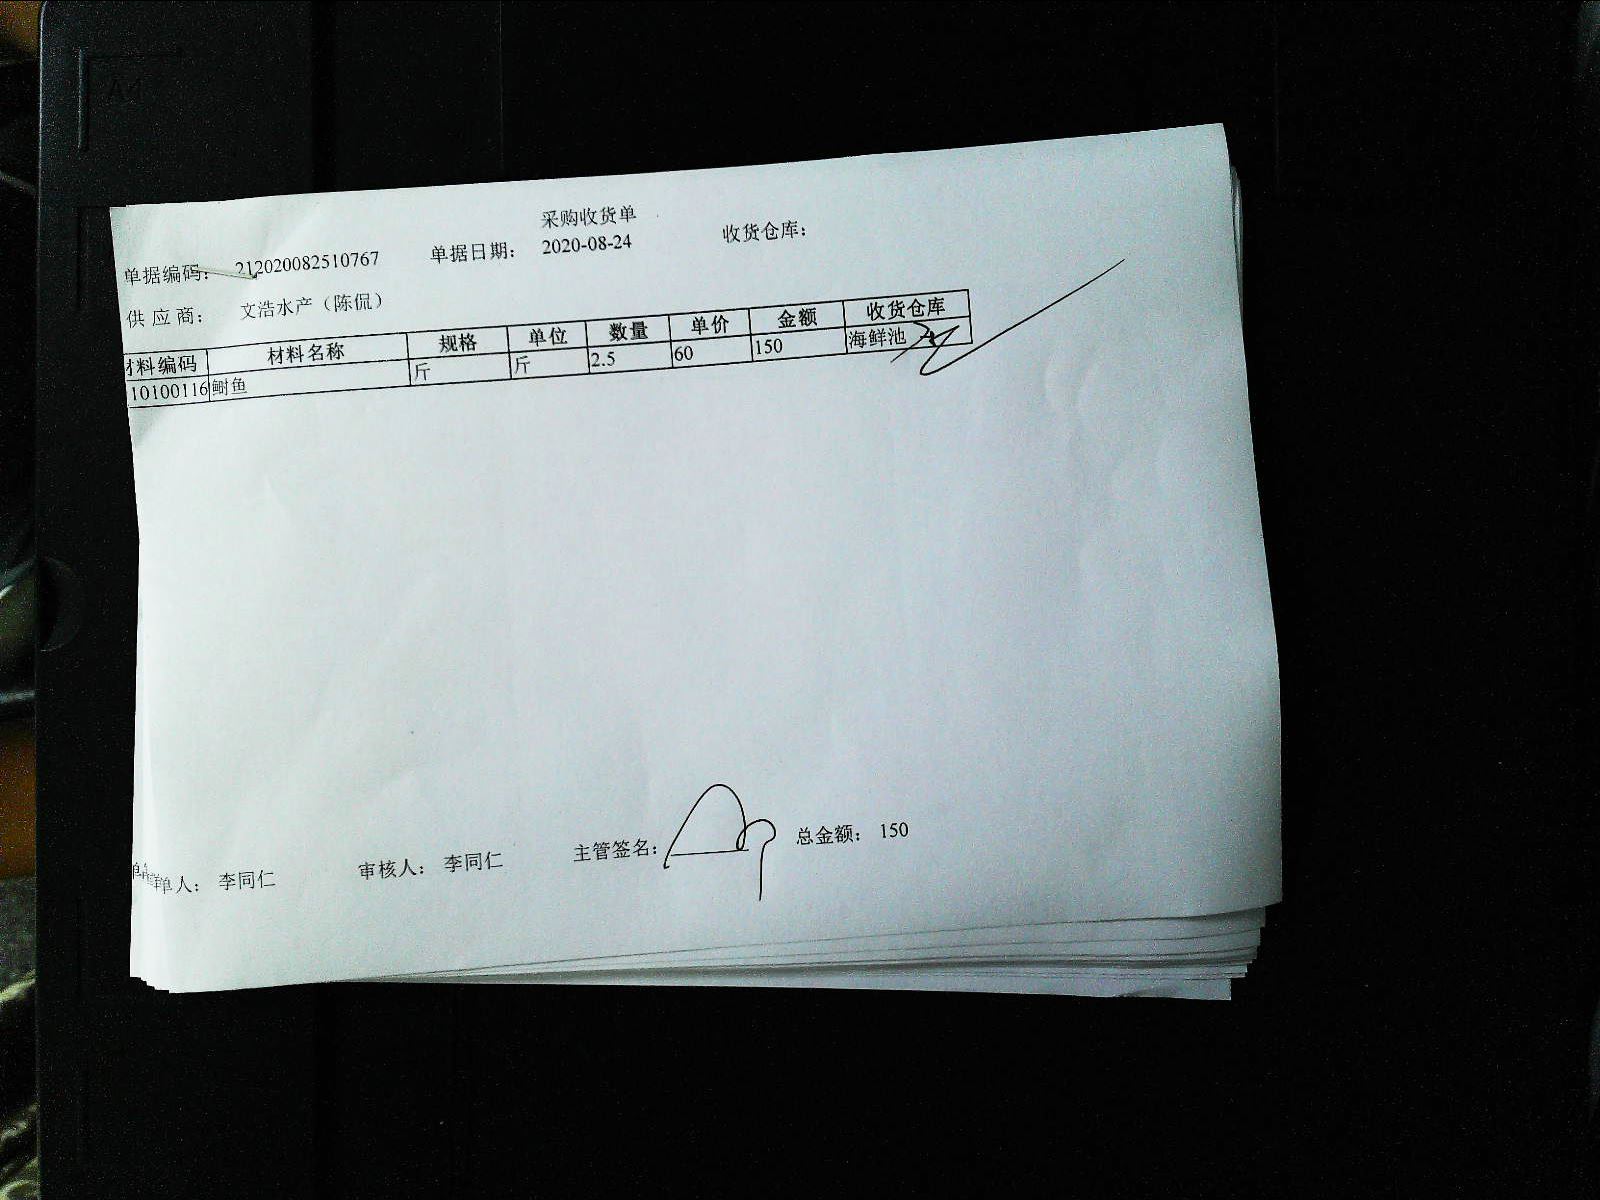 A4
采购收货单
单据编码： 212020082510767 单据日期： 2020-08-24 收货仓库：
供应商： 文浩水产（陈侃）
材料编码 材料名称 规格 单位 数量 单价 金额 收货仓库
10100116 鲥鱼 斤 斤 2.5 60 150 海鲜池
单人： 李同仁 审核人： 李同仁 主管签名： 总金额： 150